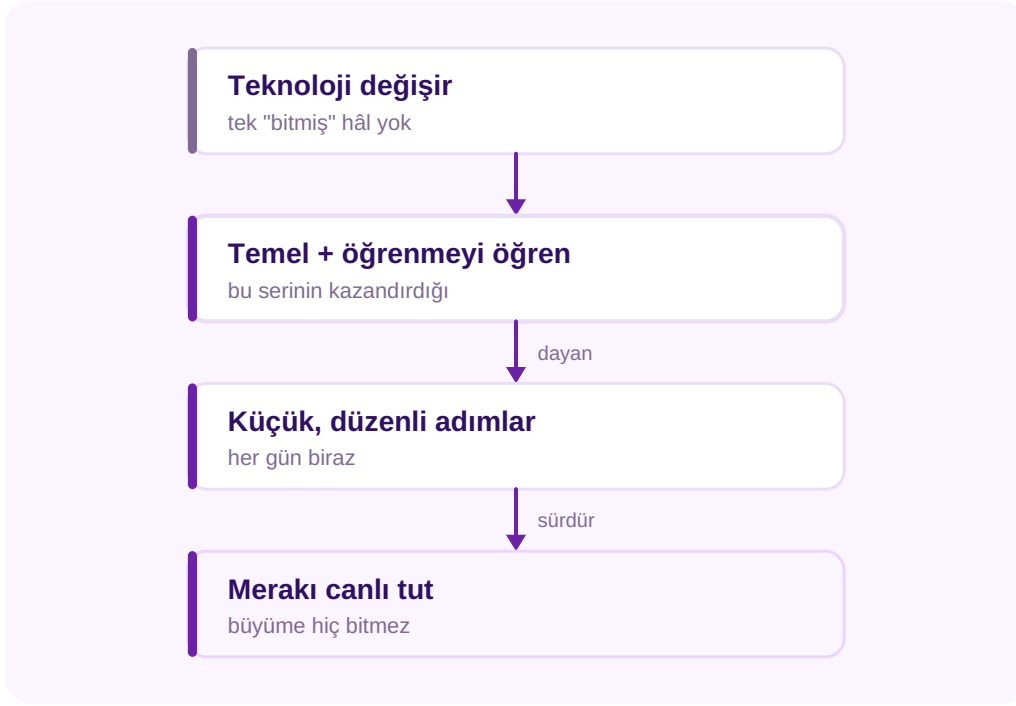 Teknoloji değişir
tek "bitmiş" hâl yok
Temel + öğrenmeyi öğren
bu serinin kazandırdığı
dayan
Küçük, düzenli adımlar
her gün biraz
sürdür
Merakı canlı tut
büyüme hiç bitmez